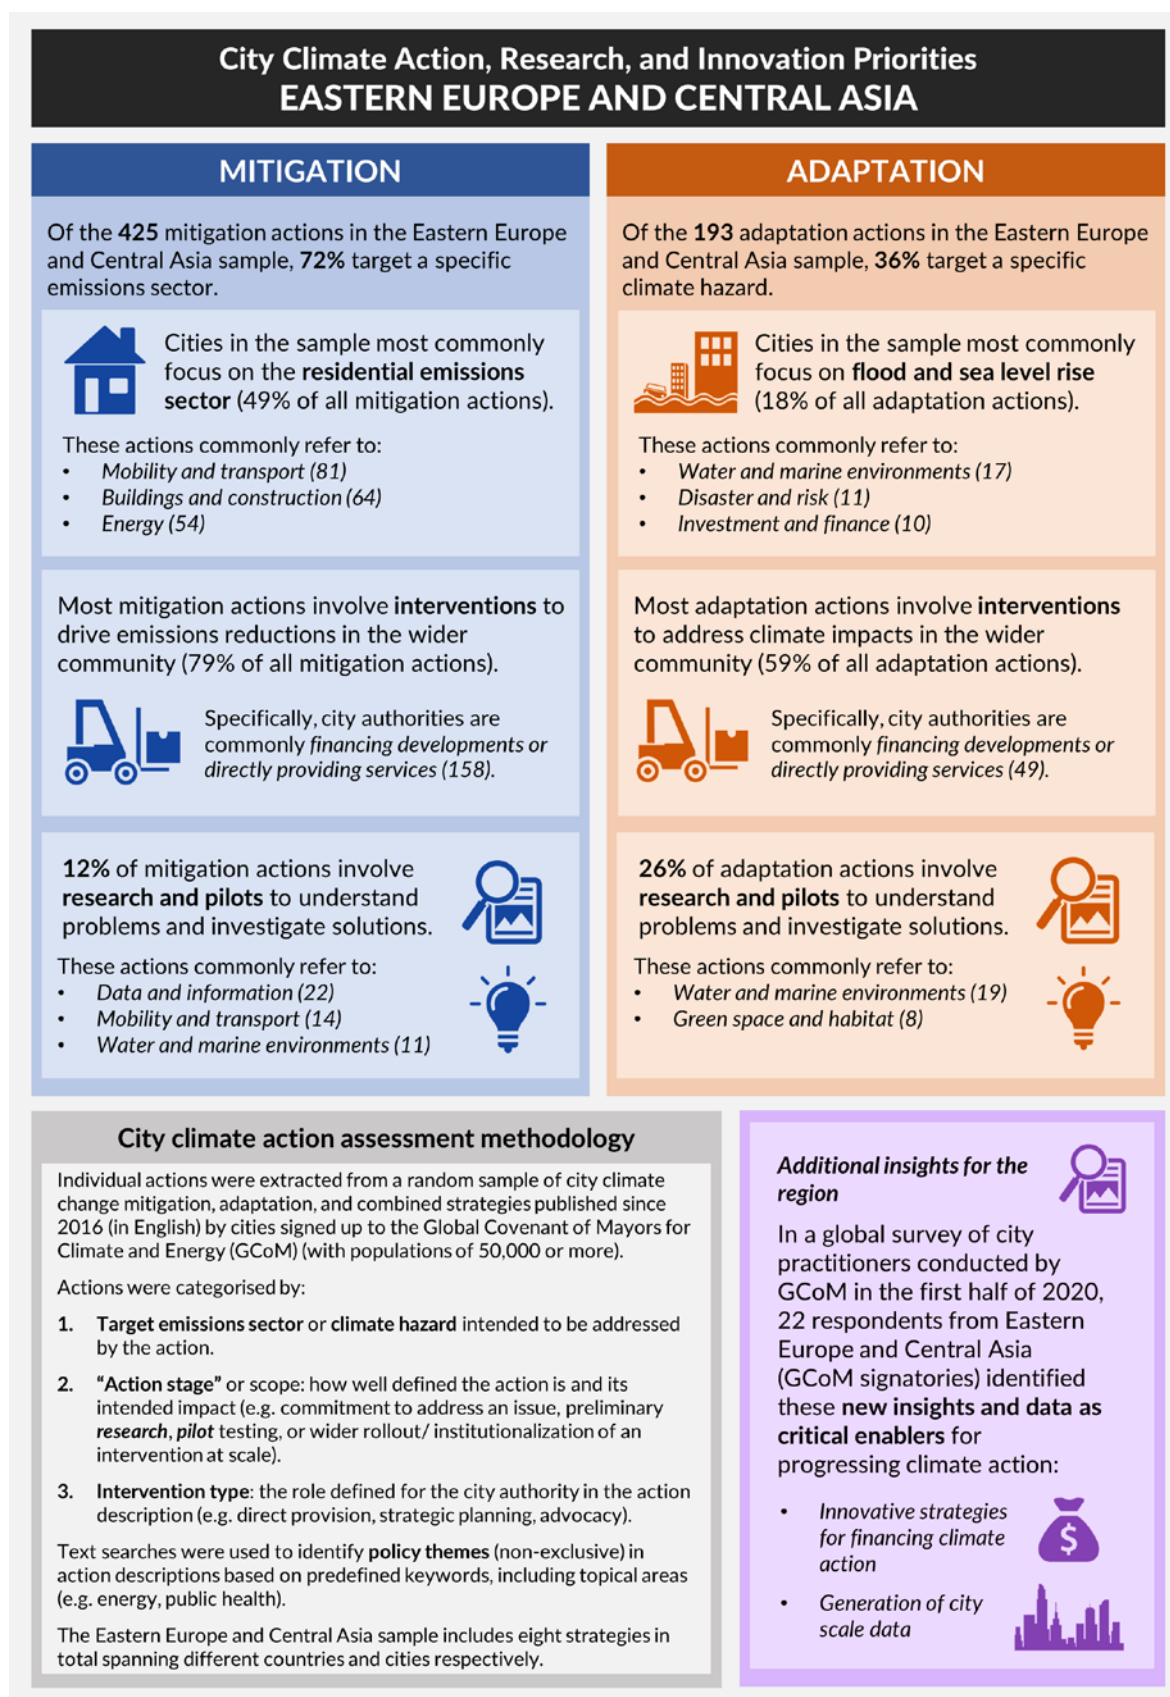 City Climate Action, Research, and Innovation Priorities
EASTERN EUROPE AND CENTRAL ASIA
MITIGATION
Of the 425 mitigation actions in the Eastern Europe
and Central Asia sample, 72% target a specific
emissions sector.
Cities in the sample most commonly
focus on the residential emissions
sector (49% of all mitigation actions).
These actions commonly refer to:
• Mobility and transport (81)
• Buildings and construction (64)
• Energy (54)
Most mitigation actions involve interventions to
drive emissions reductions in the wider
community (79% of all mitigation actions).
Specifically, city authorities are
commonly financing developments or
directly providing services (158).
12% of mitigation actions involve
research and pilots to understand
problems and investigate solutions.
These actions commonly refer to:
• Data and information (22)
• Mobility and transport (14)
• Water and marine environments (11)
ADAPTATION
Of the 193 adaptation actions in the Eastern Europe
and Central Asia sample, 36% target a specific
climate hazard.
Cities in the sample most commonly
focus on flood and sea level rise
(18% of all adaptation actions).
These actions commonly refer to:
• Water and marine environments (17)
• Disaster and risk (11)
• Investment and finance (10)
Most adaptation actions involve interventions
to address climate impacts in the wider
community (59% of all adaptation actions).
Specifically, city authorities are
commonly financing developments or
directly providing services (49).
26% of adaptation actions involve
research and pilots to understand
problems and investigate solutions.
These actions commonly refer to:
• Water and marine environments (19)
• Green space and habitat (8)
City climate action assessment methodology
Individual actions were extracted from a random sample of city climate
change mitigation, adaptation, and combined strategies published since
2016 (in English) by cities signed up to the Global Covenant of Mayors for
Climate and Energy (GCoM) (with populations of 50,000 or more).
Actions were categorised by:
1. Target emissions sector or climate hazard intended to be addressed
by the action.
2. “Action stage” or scope: how well defined the action is and its
intended impact (e.g. commitment to address an issue, preliminary
research, pilot testing, or wider rollout/ institutionalization of an
intervention at scale).
3. Intervention type: the role defined for the city authority in the action
description (e.g. direct provision, strategic planning, advocacy).
Text searches were used to identify policy themes (non-exclusive) in
action descriptions based on predefined keywords, including topical areas
(e.g. energy, public health).
The Eastern Europe and Central Asia sample includes eight strategies in
total spanning different countries and cities respectively.
Additional insights for the
region
In a global survey of city
practitioners conducted by
GCoM in the first half of 2020,
22 respondents from Eastern
Europe and Central Asia
(GCoM signatories) identified
these new insights and data as
critical enablers for
progressing climate action:
• Innovative strategies
for financing climate
action
$
• Generation of city
scale data